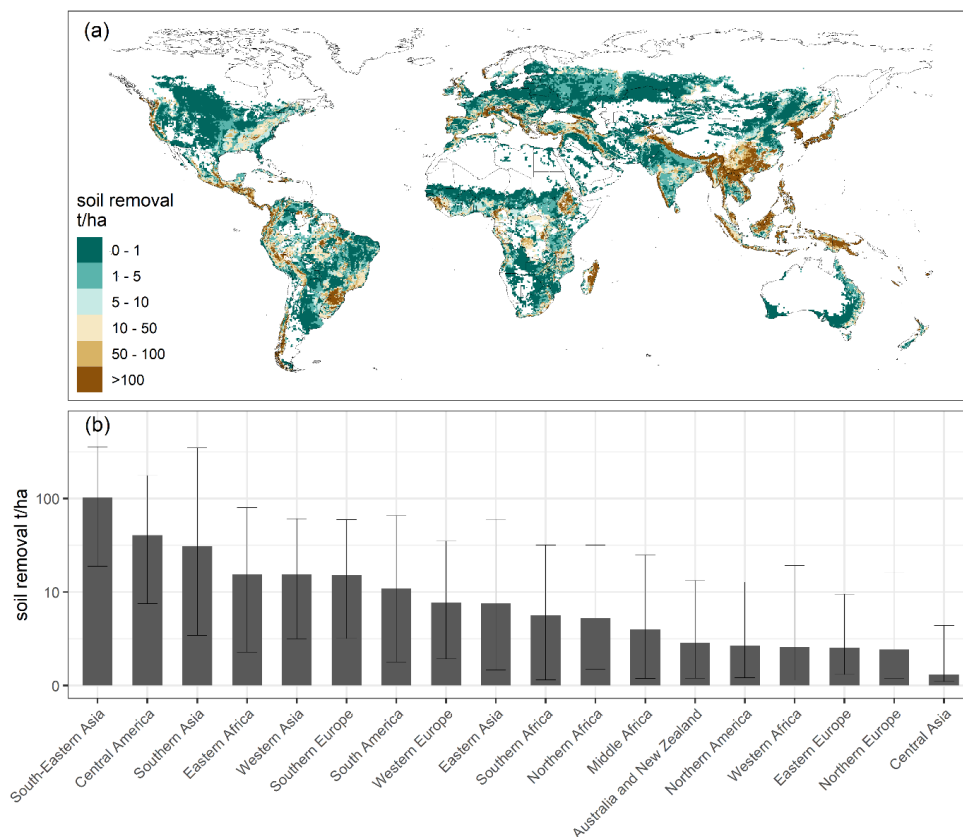 (a)
soil removal
t/ha
0 - 1
1 - 5
5 - 10
10 - 50
50 - 100
>100
(b)
soil removal t/ha
100
10
0
South-Eastern Asia
Central America
Southern Asia
Eastern Africa
Western Asia
Southern Europe
South America
Western Europe
Eastern Asia
Southern Africa
Northern Africa
Middle Africa
Australia and New Zealand
Northern America
Western Africa
Eastern Europe
Northern Europe
Central Asia